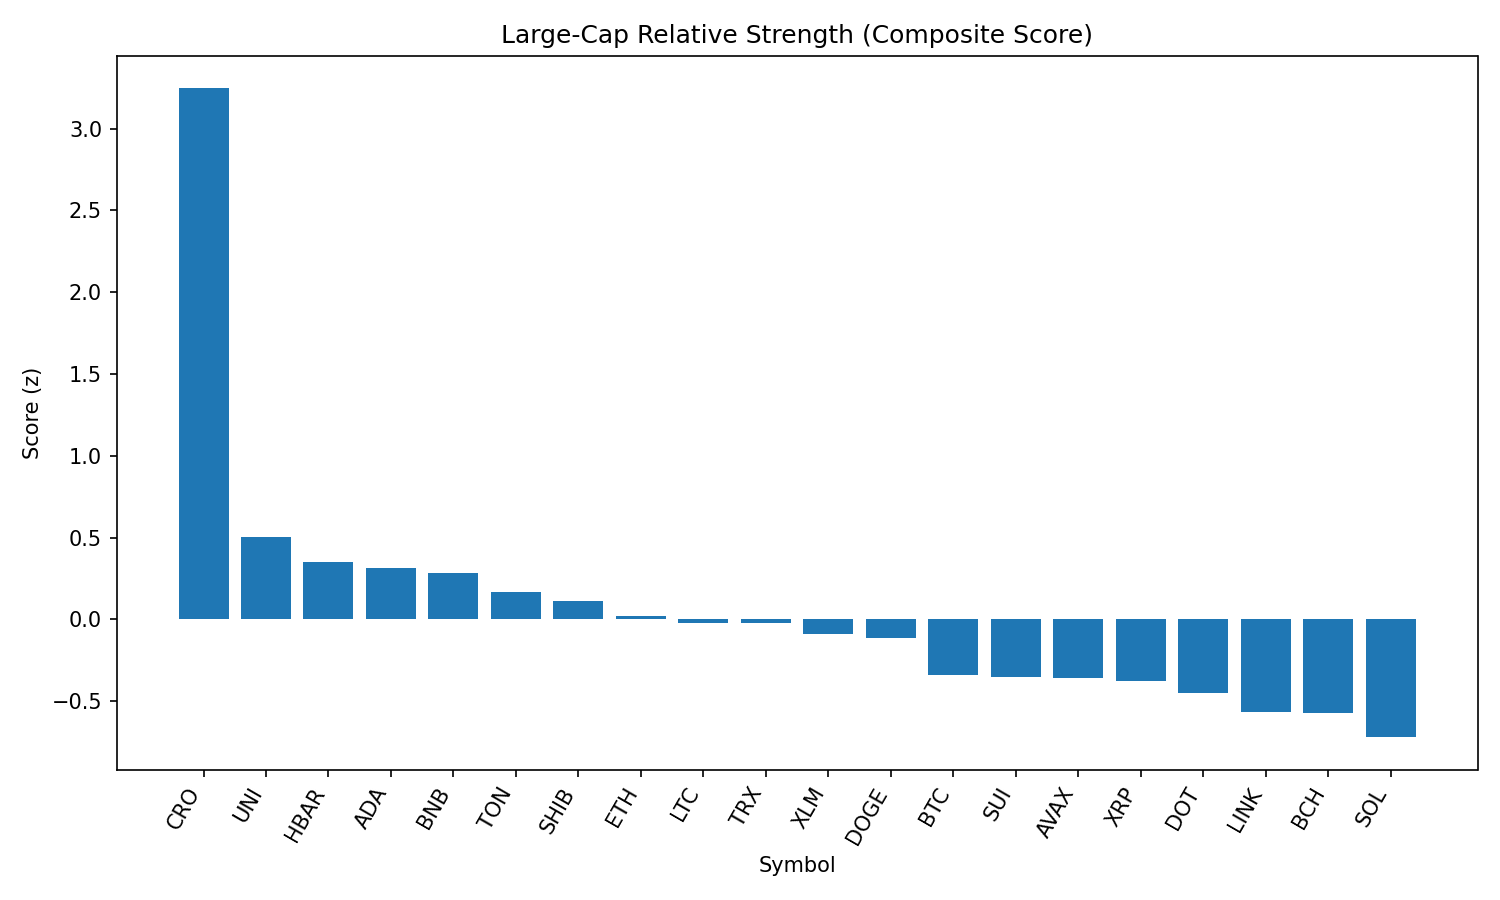 Large-Cap Relative Strength (Composite Score)
3.0
2.5
2.0
1.5
1.0
0.5
0.0
−0.5
Score (z)
CRO
UNI
HBAR
ADA
BNB
TON
SHIB
ETH
LTC
TRX
XLM
DOGE
BTC
SUI
AVAX
XRP
DOT
LINK
BCH
SOL
Symbol